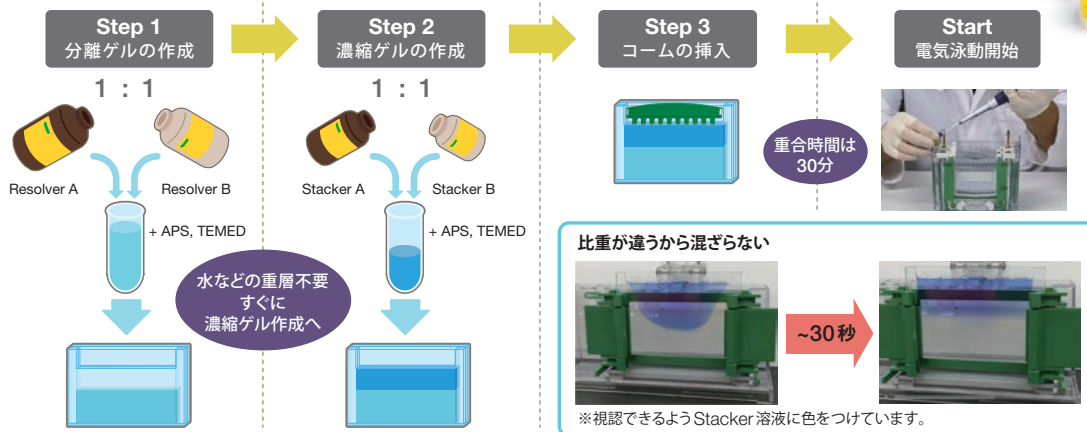 Step 1
分離ゲルの作成
1 : 1
Resolver A
Resolver B
+ APS, TEMED
水などの重層不要
すぐに
濃縮ゲル作成へ
Step 2
濃縮ゲルの作成
1 : 1
Stacker A
Stacker B
+ APS, TEMED
Step 3
コームの挿入
重合時間は
30分
Start
電気泳動開始
比重が違うから混ざらない
~30秒
※視認できるようStacker溶液に色をつけています。